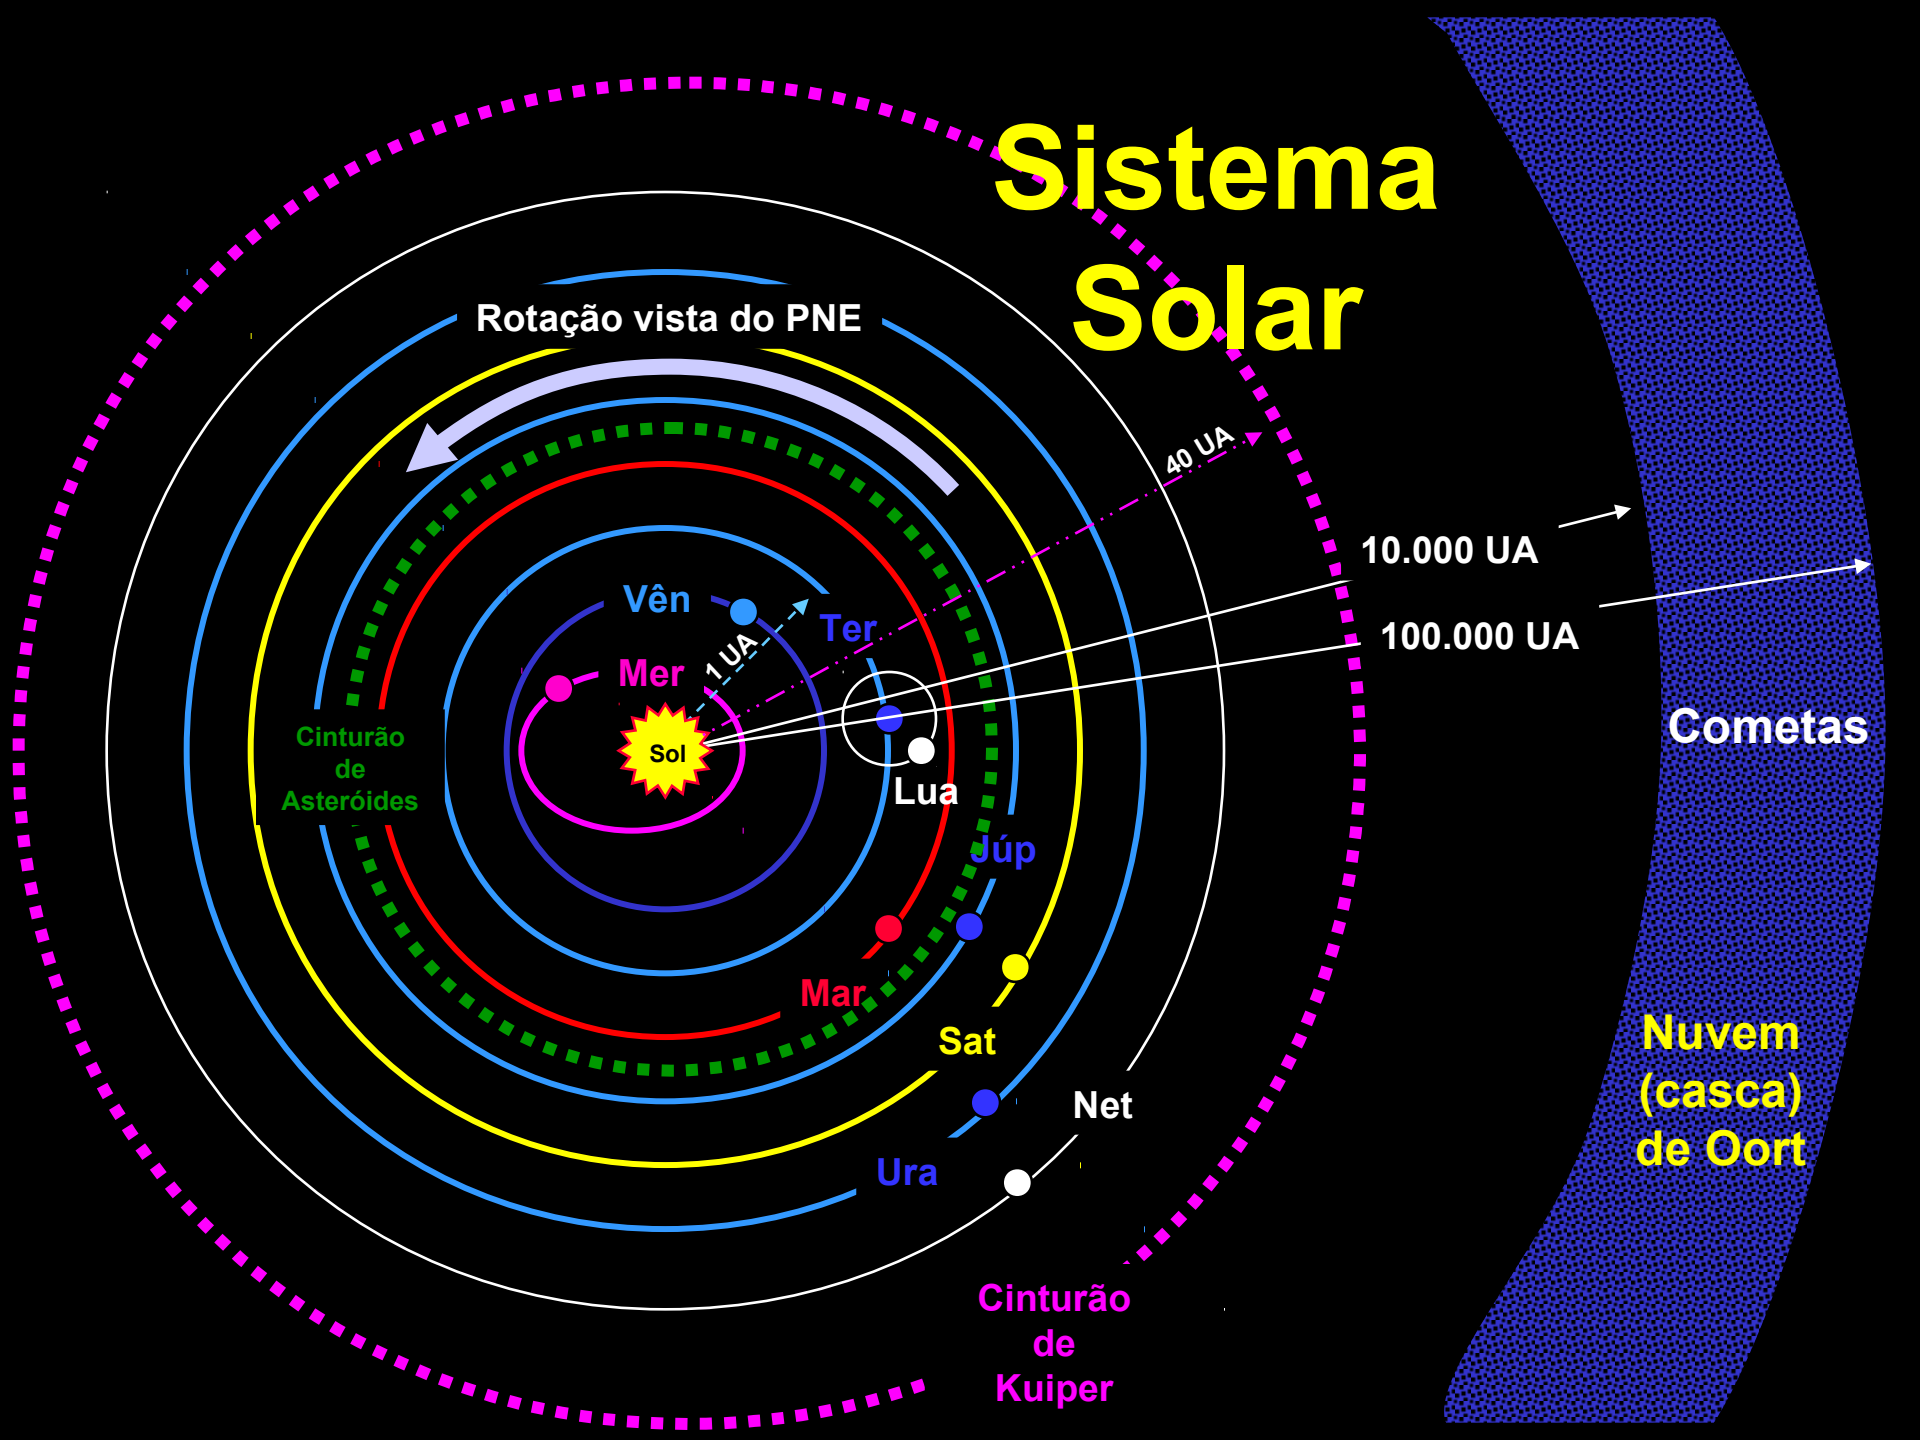 Sistema
Solar
Rotação vista do PNE
40 UA
10.000 UA
100.000 UA
Vên
1 UA
Ter
Mer
Sol
Cinturão
de
Asteróides
Lua
Cometas
Júp
Mar
Sat
Net
Ura
Nuvem
(casca)
de Oort
Cinturão
de
Kuiper